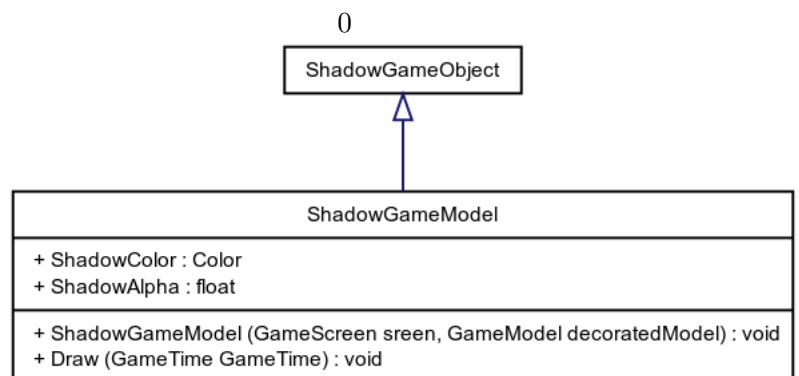 0
ShadowGameObject
ShadowGameModel
+ ShadowColor : Color
+ ShadowAlpha : float
+ ShadowGameModel (GameScreen sreen, GameModel decoratedModel) : void
+ Draw (GameTime GameTime) : void